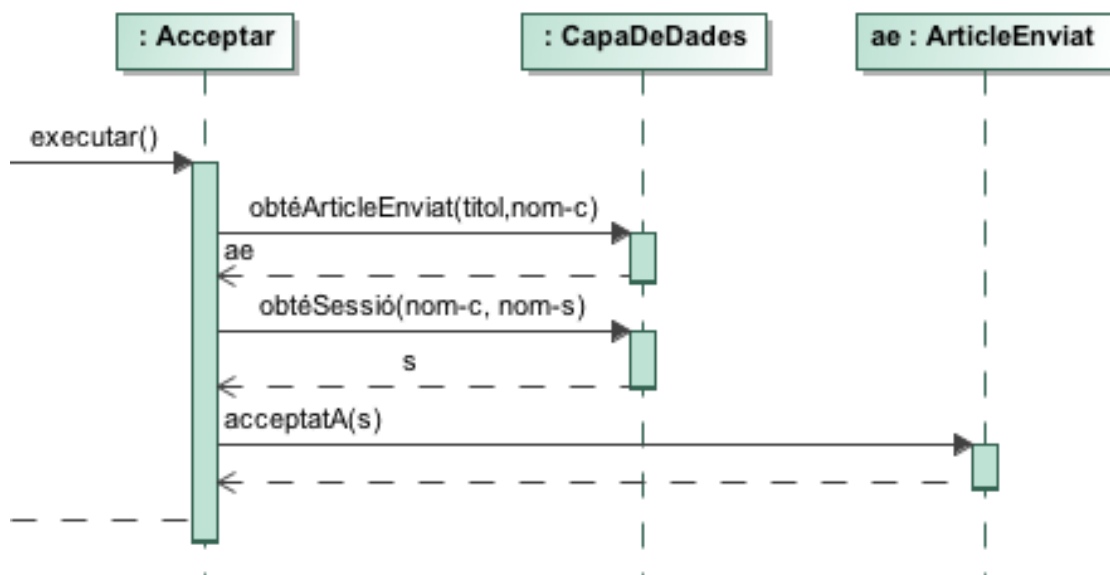 : Acceptar
: CapaDeDades
ae : ArticleEnviat
executar()
obtéArticleEnviat(titol,nom-c)
ae
obtéSessió(nom-c, nom-s)
s
acceptatA(s)